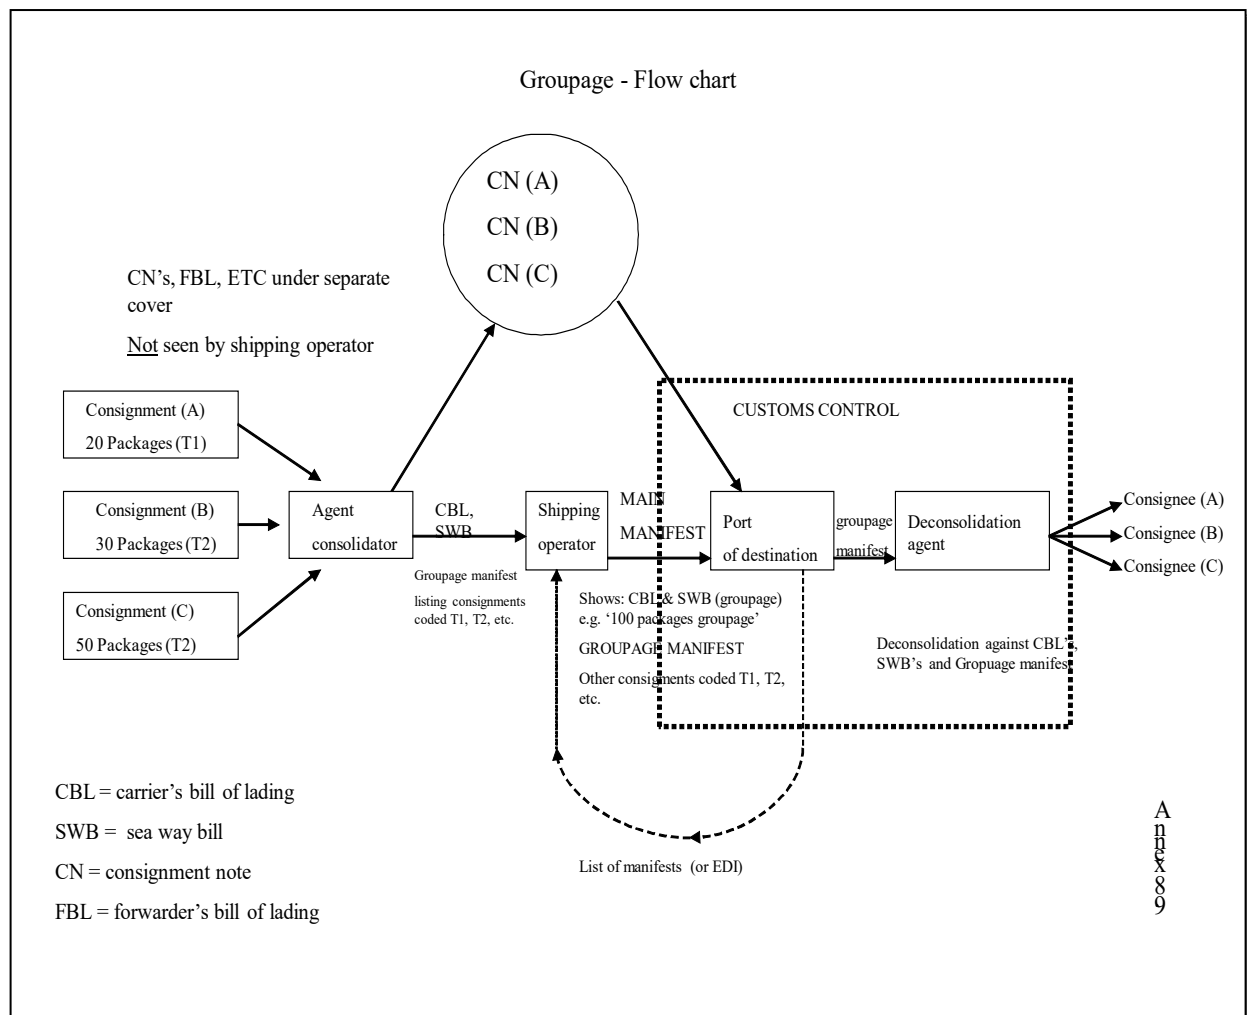 Groupage - Flow chart
CN (A)
CN (B)
CN (C)
CN's, FBL, ETC under separate
cover
Not seen by shipping operator
Consignment (A)
20 Packages (T1)
Consignment (B)
30 Packages (T2)
Consignment (C)
50 Packages (T2)
Agent
consolidator
CBL,
SWB
Groupage manifest
listing consignments
coded T1, T2, etc.
Shipping
operator
MAIN
MANIFEST
Shows: CBL & SWB (groupage)
e.g. ‘100 packages groupage’
GROUPAGE MANIFEST
Other consigments coded T1, T2,
etc.
CUSTOMS CONTROL
Port
of destination
groupage
manifest
Deconsolidation
agent
Deconsolidation against CBL’s,
SWB’s and Gropuage manifest
Consignee (A)
Consignee (B)
Consignee (C)
List of manifests (or EDI)
CBL = carrier’s bill of lading
SWB = sea way bill
CN = consignment note
FBL = forwarder’s bill of lading
Annex 89